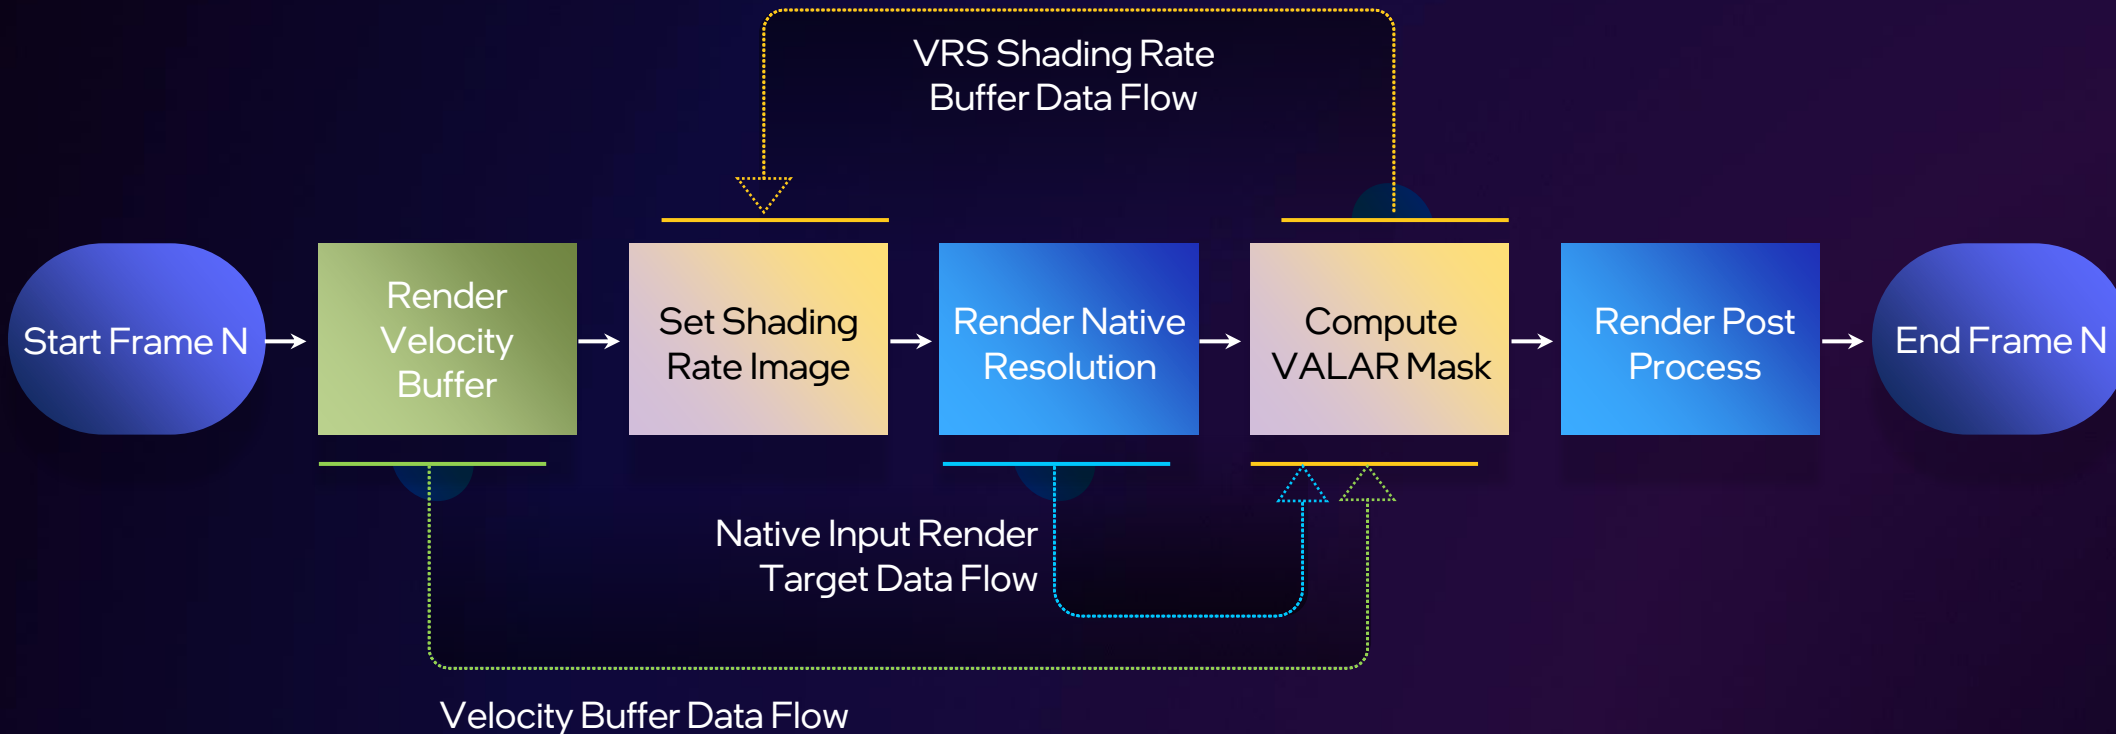 VRS Shading Rate
Buffer Data Flow
Start Frame N
Render
Velocity
Buffer
Set Shading
Rate Image
Render Native
Resolution
Compute
VALAR Mask
Render Post
Process
End Frame N
Native Input Render
Target Data Flow
Velocity Buffer Data Flow